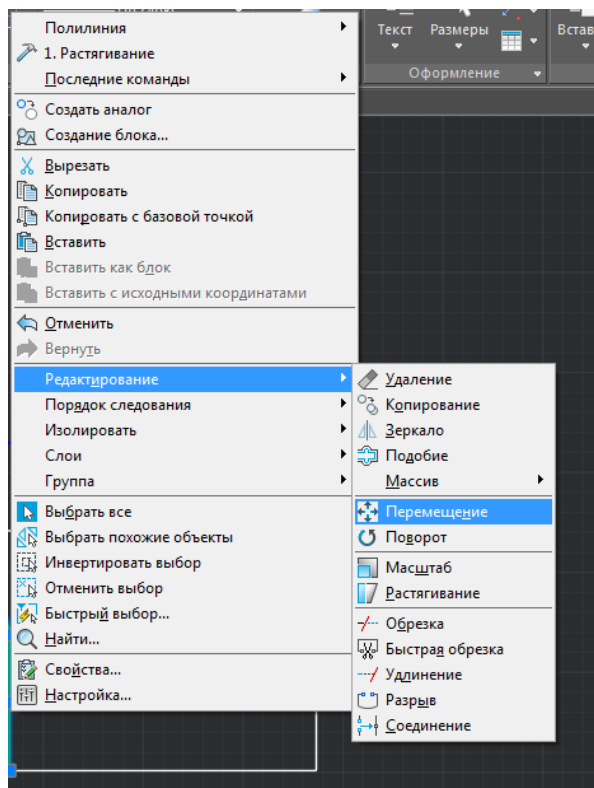 Полилиния
1. Растягивание
Последние команды
Создать аналог
Создание блока...
Вырезать
Копировать
Копировать с базовой точкой
Вставить
Вставить как блок
Вставить с исходными координатами
Отменить
Вернуть
Редактирование
Порядок следования
Изолировать
Слои
Группа
Выбрать все
Выбрать похожие объекты
Инвертировать выбор
Отменить выбор
Быстрый выбор...
Найти...
Свойства...
Настройка...
Текст Размеры Встав
Оформление
Удаление
Копирование
Зеркало
Подобие
Массив
Перемещение
Поворот
Масштаб
Растягивание
Обрезка
Быстрая обрезка
Удлинение
Разрыв
Соединение